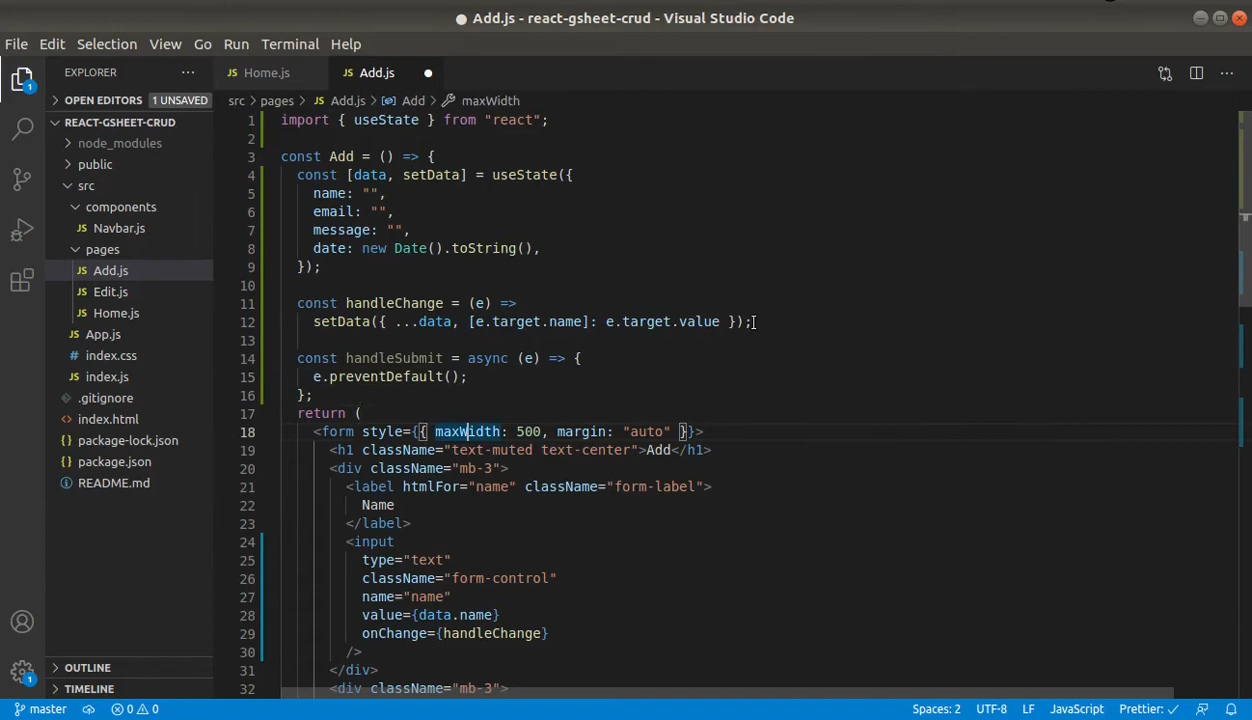 Add.js - react-gsheet-crud - Visual Studio Code
File Edit Selection View Go Run Terminal Help
EXPLORER
Home.js
Add.js
OPEN EDITORS 1 UNSAVED
src > pages > JS Add.js > Add > maxWidth
REACT-GSHEET-CRUD
node_modules
public
src
components
JS Navbar.js
pages
JS Add.js
JS Edit.js
JS Home.js
JS App.js
index.css
JS index.js
.gitignore
index.html
package-lock.json
package.json
README.md
OUTLINE
TIMELINE
1 import { useState } from "react";
2
3 const Add = () => {
4 const [data, setData] = useState({
5 name: "",
6 email: "",
7 message: "",
8 date: new Date().toString(),
9 });
10
11 const handleChange = (e) =>
12 setData({ ...data, [e.target.name]: e.target.value });
13
14 const handleSubmit = async (e) => {
15 e.preventDefault();
16 };
17 return (
18 <form style={{ maxWidth: 500, margin: "auto" }}>
19 <h1 className="text-muted text-center">Add</h1>
20 <div className="mb-3">
21 <label htmlFor="name" className="form-label">
22 Name
23 </label>
24 <input
25 type="text"
26 className="form-control"
27 name="name"
28 value={data.name}
29 onChange={handleChange}
30 />
31 </div>
32 <div className="mb-3">
master 0 0 Spaces: 2 UTF-8 LF JavaScript Prettier: